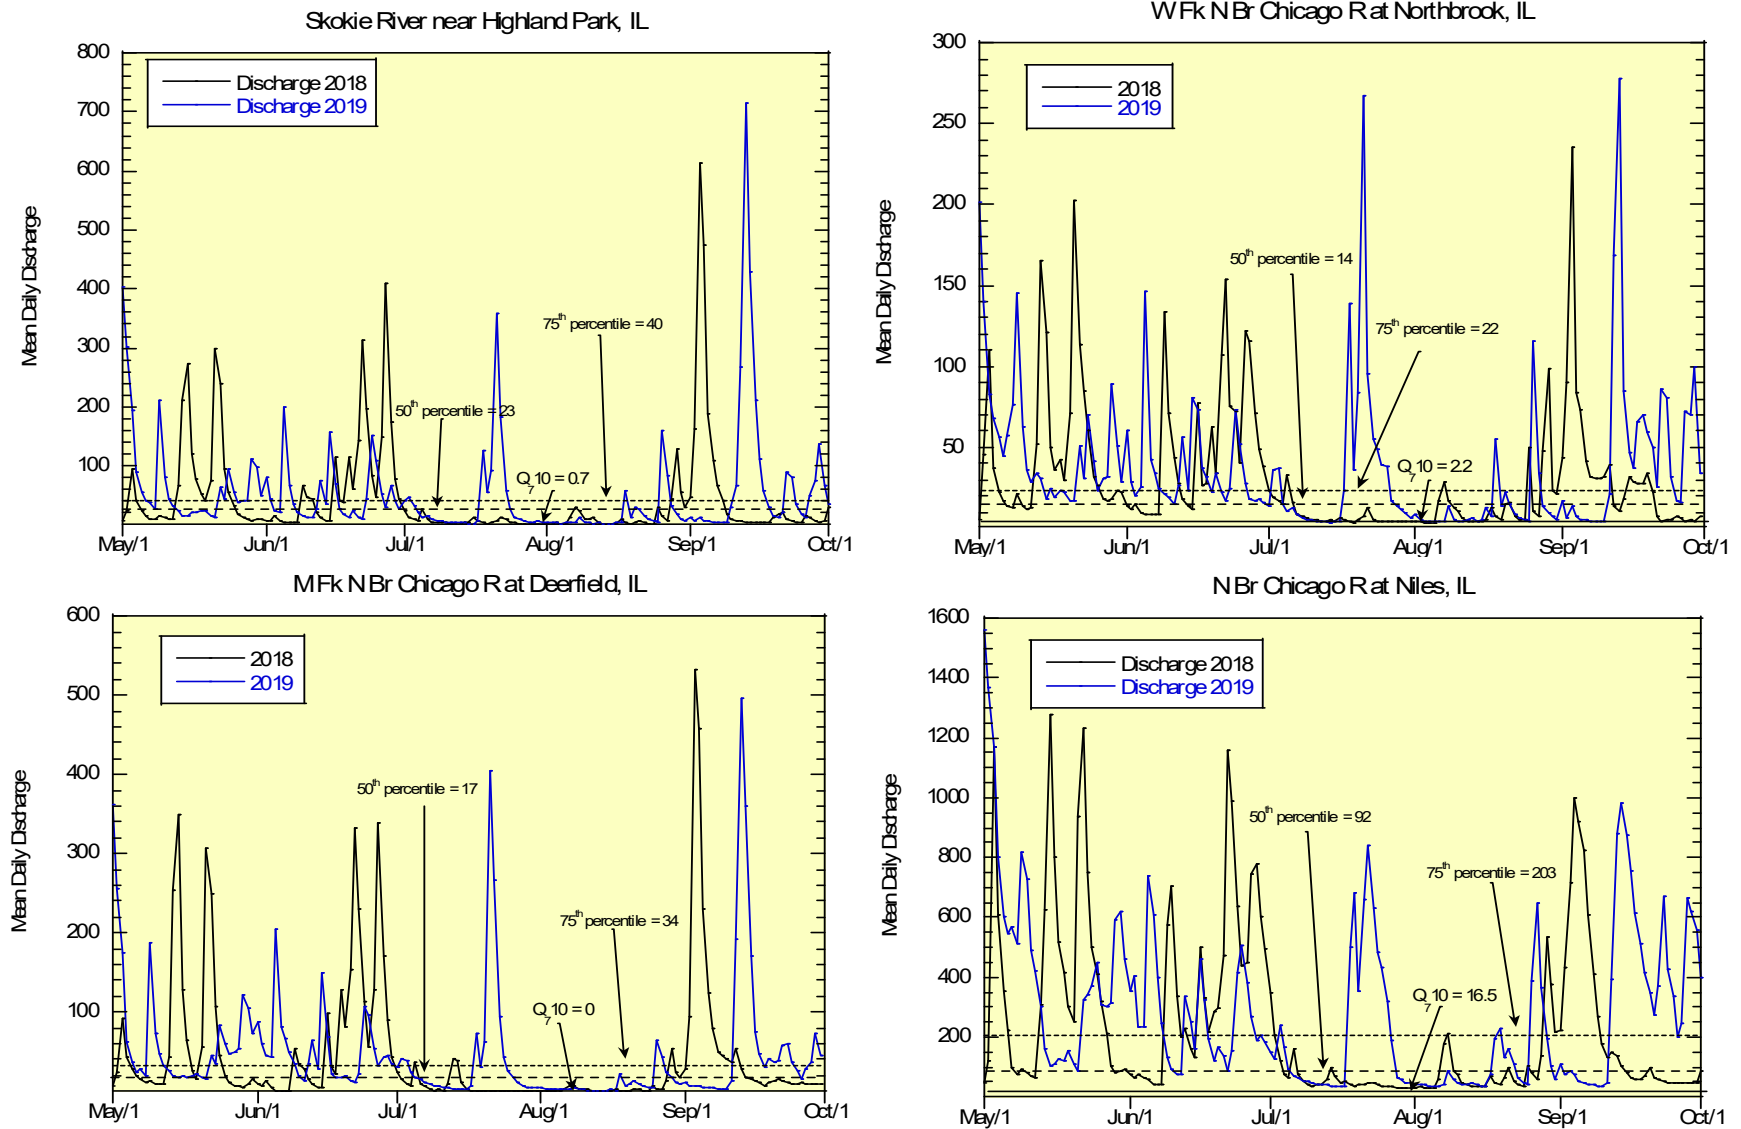 Skokie River near Highland Park, IL
800
700
600
500
400
300
200
100
Mean Daily Discharge
Discharge 2018
Discharge 2019
75th percentile = 40
50th percentile = 23
Q710 = 0.7
May/1 Jun/1 Jul/1 Aug/1 Sep/1 Oct/1
W Fk N Br Chicago R at Northbrook, IL
300
250
200
150
100
50
Mean Daily Discharge
2018
2019
50th percentile = 14
75th percentile = 22
Q710 = 2.2
May/1 Jun/1 Jul/1 Aug/1 Sep/1 Oct/1
M Fk N Br Chicago R at Deerfield, IL
600
500
400
300
200
100
Mean Daily Discharge
2018
2019
50th percentile = 17
75th percentile = 34
Q710 = 0
May/1 Jun/1 Jul/1 Aug/1 Sep/1 Oct/1
N Br Chicago R at Niles, IL
1600
1400
1200
1000
800
600
400
200
Mean Daily Discharge
Discharge 2018
Discharge 2019
50th percentile = 92
75th percentile = 203
Q710 = 16.5
May/1 Jun/1 Jul/1 Aug/1 Sep/1 Oct/1